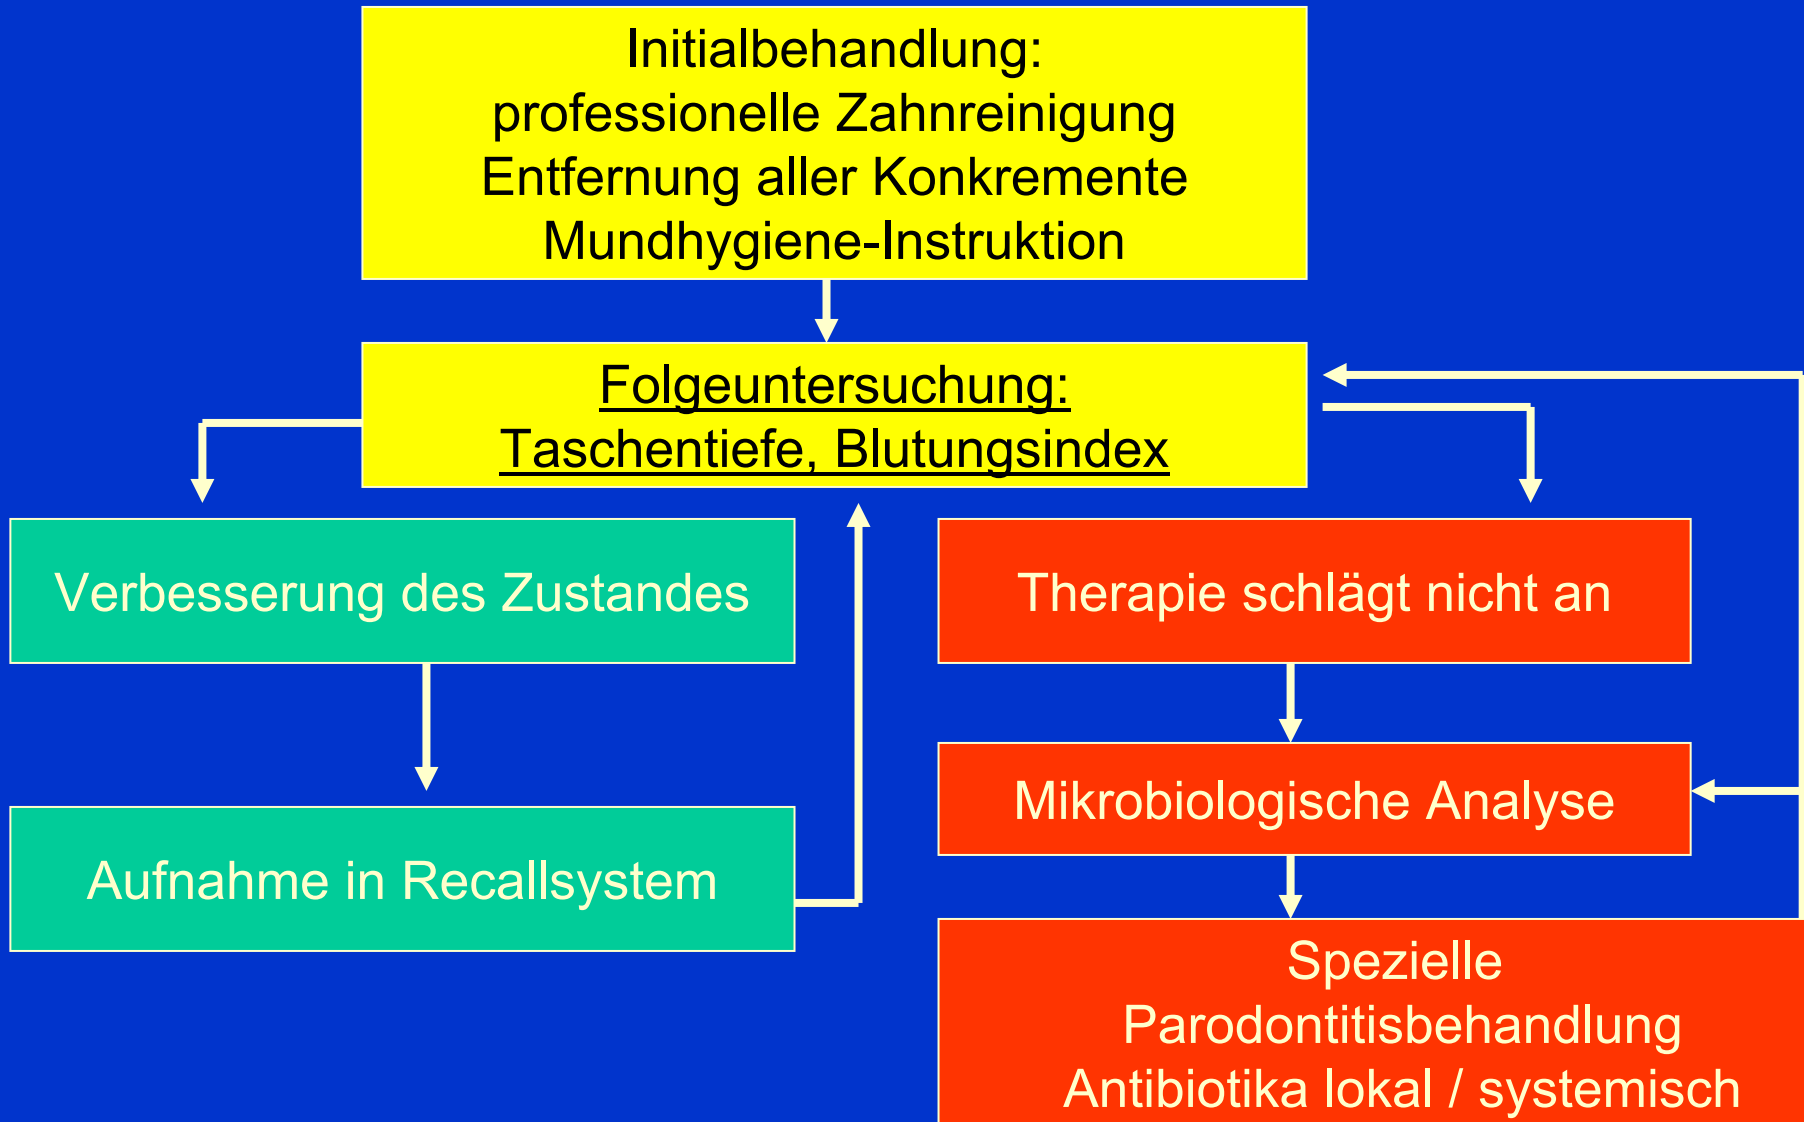 Initialbehandlung:
professionelle Zahnreinigung
Entfernung aller Konkremente
Mundhygiene-Instruktion
Folgeuntersuchung:
Taschentiefe, Blutungsindex
Verbesserung des Zustandes
Therapie schlägt nicht an
Mikrobiologische Analyse
Aufnahme in Recallsystem
Spezielle
Parodontitisbehandlung
Antibiotika lokal / systemisch